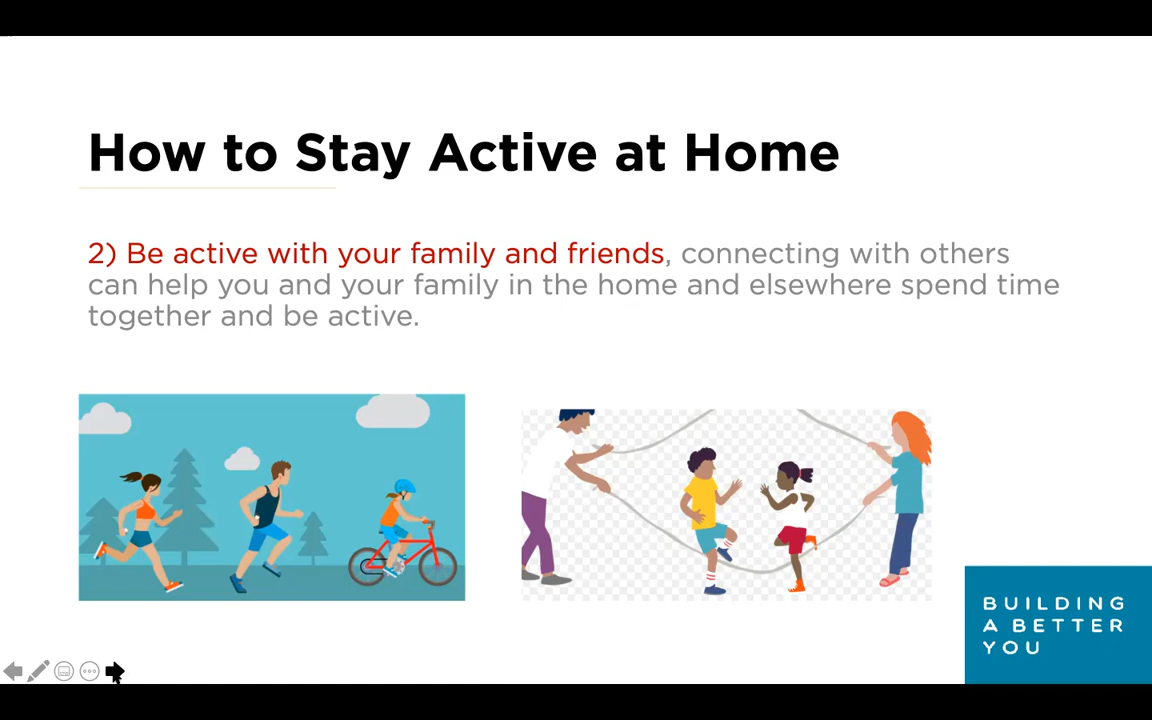 How to Stay Active at Home
2) Be active with your family and friends, connecting with others
can help you and your family in the home and elsewhere spend time
together and be active.
BUILDING
A BETTER
YOU